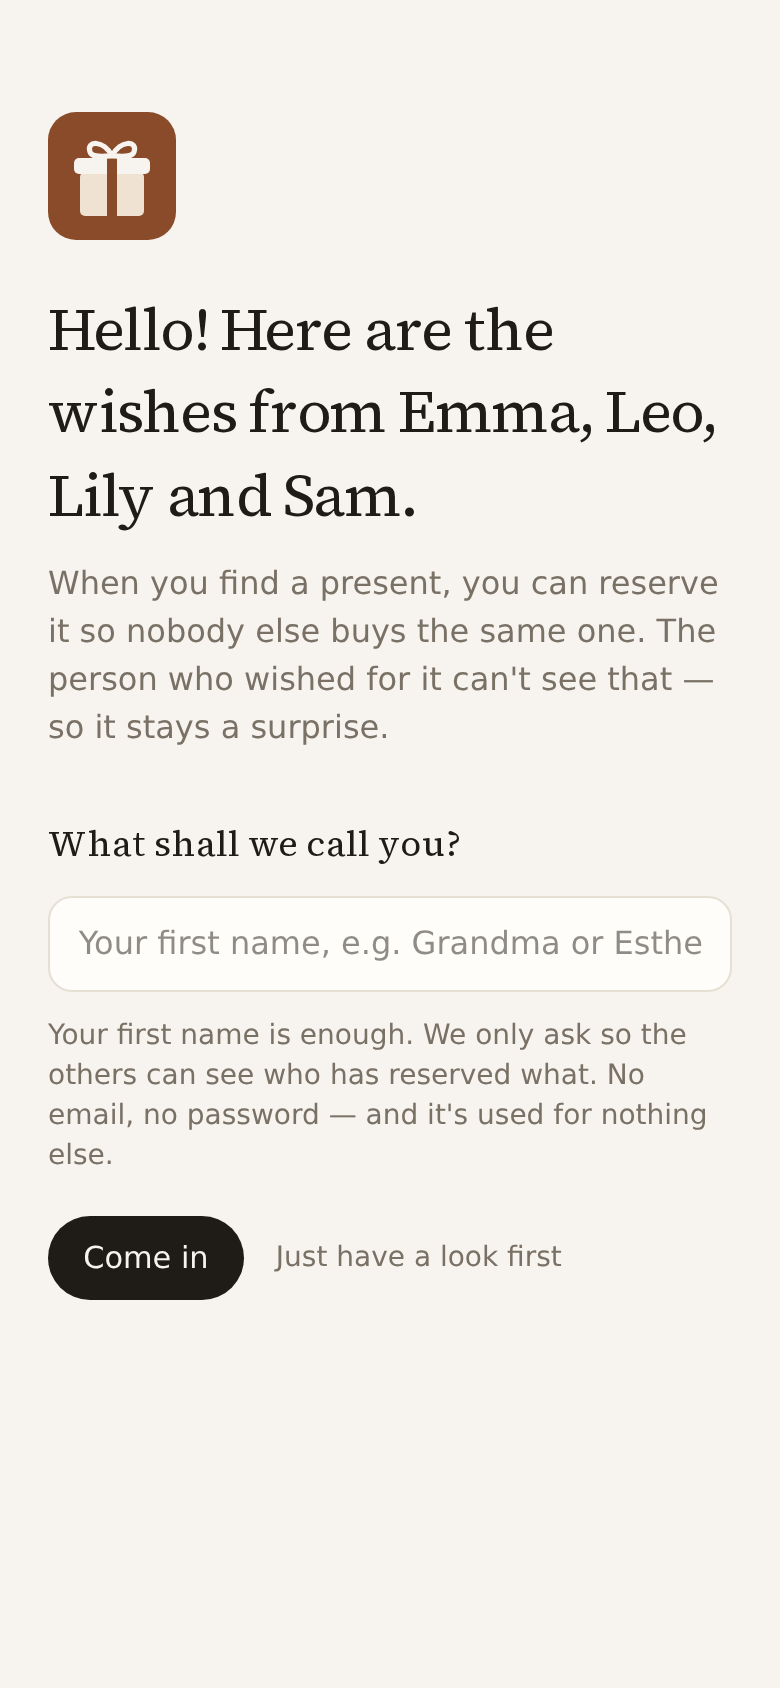 Hello! Here are the
wishes from Emma, Leo,
Lily and Sam.
When you find a present, you can reserve
it so nobody else buys the same one. The
person who wished for it can't see that —
so it stays a surprise.
What shall we call you?
Your first name, e.g. Grandma or Esthe
Your first name is enough. We only ask so the
others can see who has reserved what. No
email, no password — and it's used for nothing
else.
Come in
Just have a look first